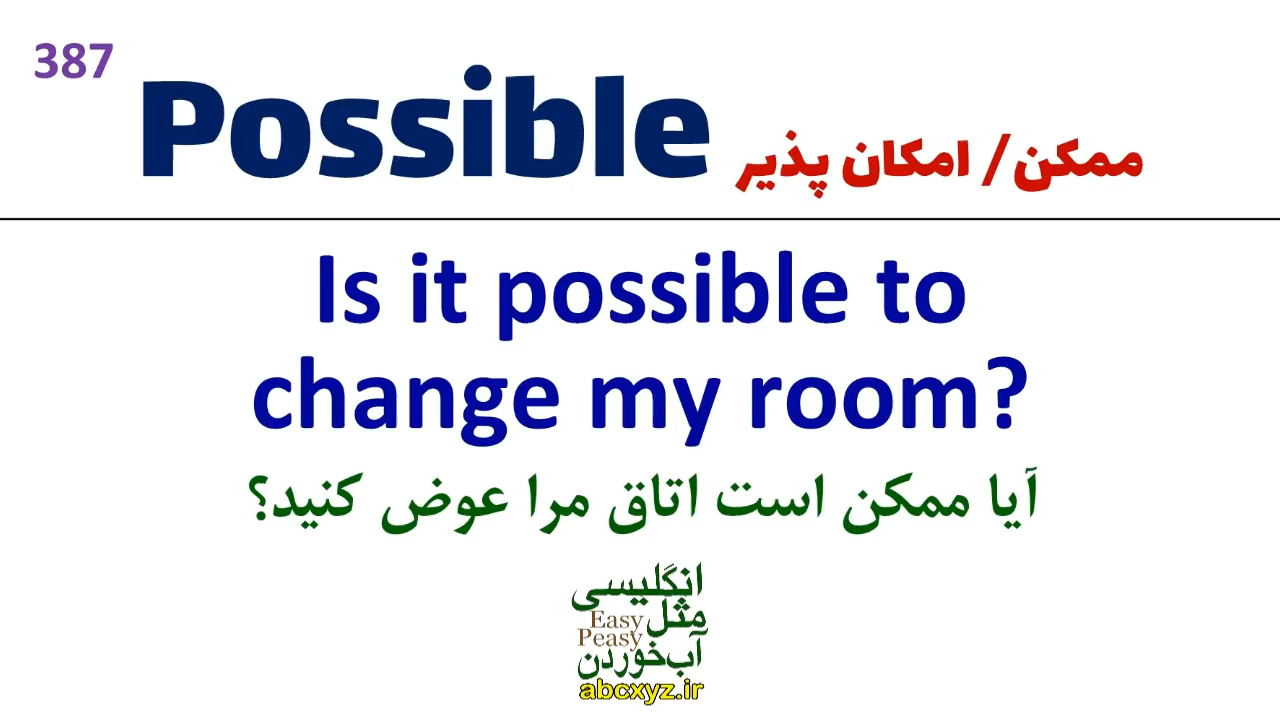 387
Possible ممکن/ امکان پذیر
Is it possible to
change my room?
آیا ممکن است اتاق مرا عوض کنید؟
انگلیسی
مثل Easy
Peasy
آب‌خوردن
abcxyz.ir